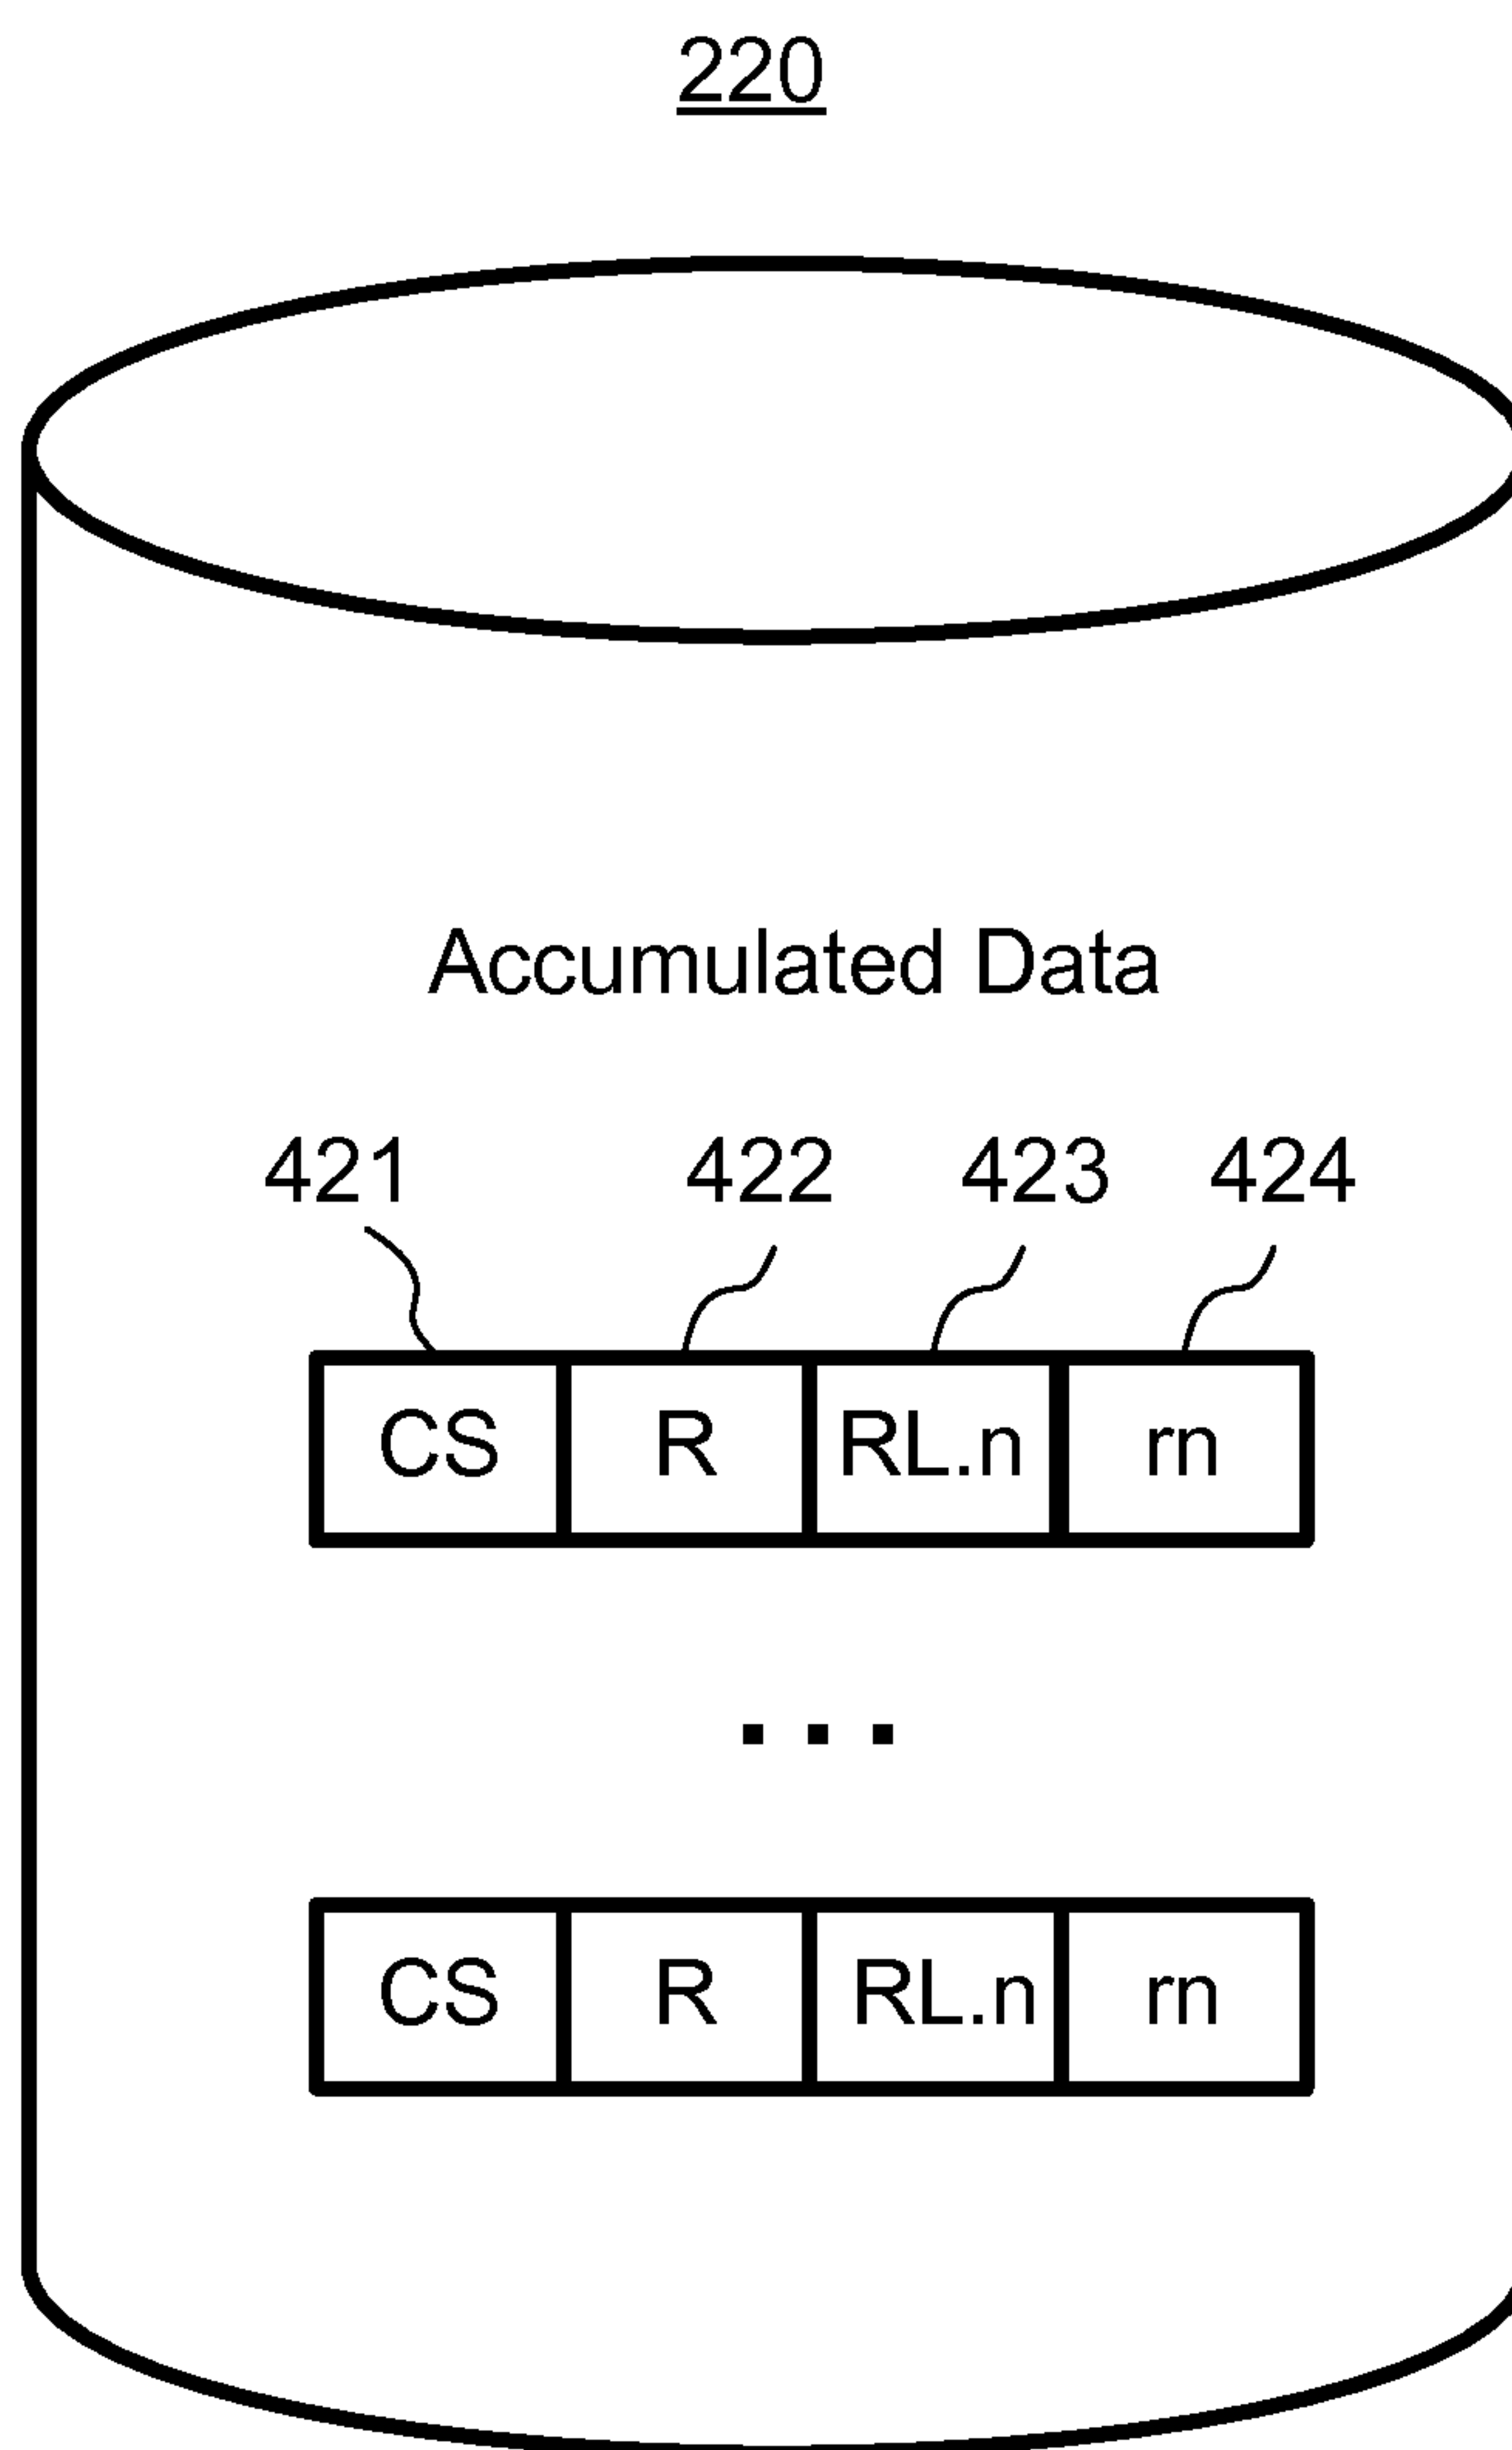 220
Accumulated Data
421 422 423 424
CS R RL.n rn
...
CS R RL.n rn